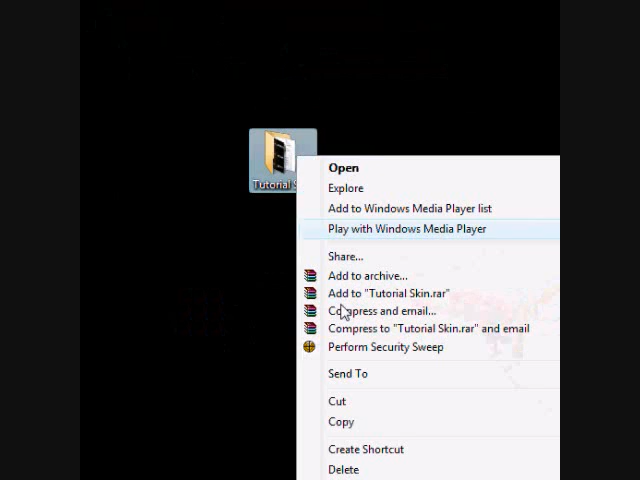 Tutorial
Open
Explore
Add to Windows Media Player list
Play with Windows Media Player
Share...
Add to archive...
Add to "Tutorial Skin.rar"
Compress and email...
Compress to "Tutorial Skin.rar" and email
Perform Security Sweep
Send To
Cut
Copy
Create Shortcut
Delete